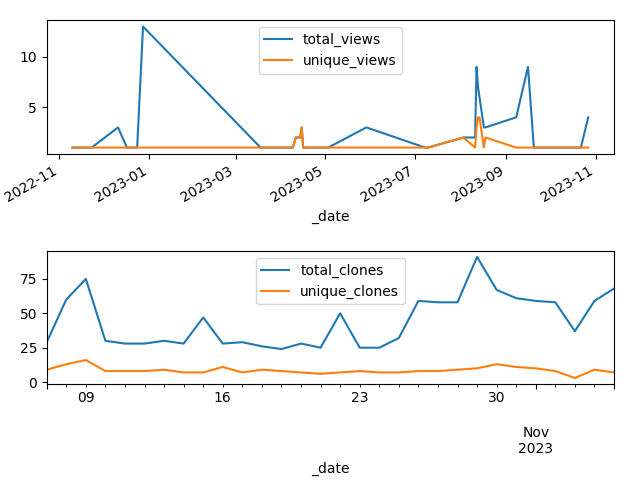 total_views
unique_views
10
5
2022-11
2023-01
2023-03
2023-05
2023-07
2023-09
2023-11
_date
total_clones
unique_clones
75
50
25
0
09
16
23
30
Nov
2023
_date